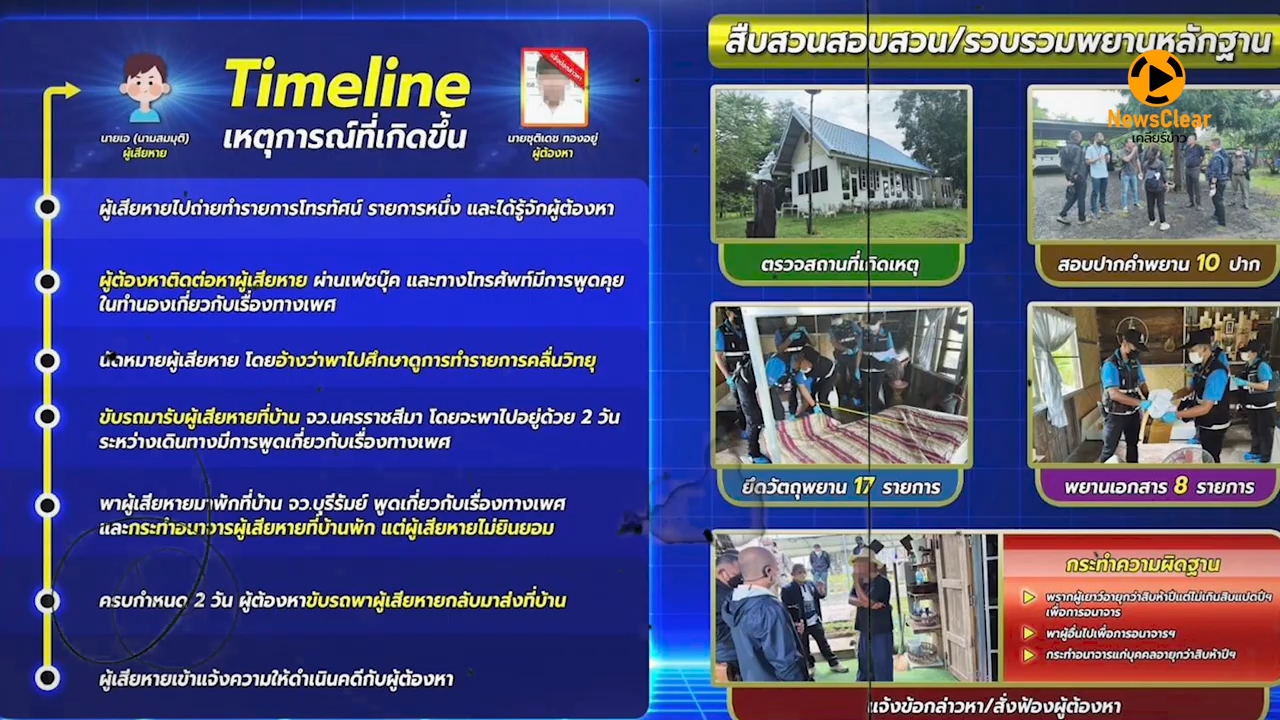 Timeline
เหตุการณ์ที่เกิดขึ้น
นายเอ (นามสมมุติ)
ผู้เสียหาย
นายชุติเดช ทองอยู่
ผู้ต้องหา
ผู้เสียหายไปถ่ายทำรายการโทรทัศน์ รายการหนึ่ง และได้รู้จักผู้ต้องหา
ผู้ต้องหาติดต่อหาผู้เสียหาย ผ่านเฟซบุ๊ค และทางโทรศัพท์มีการพูดคุย
ในทำนองเกี่ยวกับเรื่องทางเพศ
นัดหมายผู้เสียหาย โดยอ้างว่าพาไปศึกษาดูการทำรายการคลื่นวิทยุ
ขับรถมารับผู้เสียหายที่บ้าน จว.นครราชสีมา โดยจะพาไปอยู่ด้วย 2 วัน
ระหว่างเดินทางมีการพูดเกี่ยวกับเรื่องทางเพศ
พาผู้เสียหายมาพักที่บ้าน จว.บุรีรัมย์ พูดเกี่ยวกับเรื่องทางเพศ
และกระทำอนาจารผู้เสียหายที่บ้านพัก แต่ผู้เสียหายไม่ยินยอม
ครบกำหนด 2 วัน ผู้ต้องหาขับรถพาผู้เสียหายกลับมาส่งที่บ้าน
ผู้เสียหายเข้าแจ้งความให้ดำเนินคดีกับผู้ต้องหา
สืบสวนสอบสวน/รวบรวมพยานหลักฐาน
NewsClear
เคลียร์ข่าว
ตรวจสถานที่เกิดเหตุ
สอบปากคำพยาน 10 ปาก
ยึดวัตถุพยาน 17 รายการ
พยานเอกสาร 8 รายการ
กระทำความผิดฐาน
พรากผู้เยาว์อายุกว่าสิบห้าปีแต่ไม่เกินสิบแปดปีฯ
เพื่อการอนาจาร
พาผู้อื่นไปเพื่อการอนาจารฯ
กระทำอนาจารแก่บุคคลอายุกว่าสิบห้าปีฯ
แจ้งข้อกล่าวหา/สั่งฟ้องผู้ต้องหา